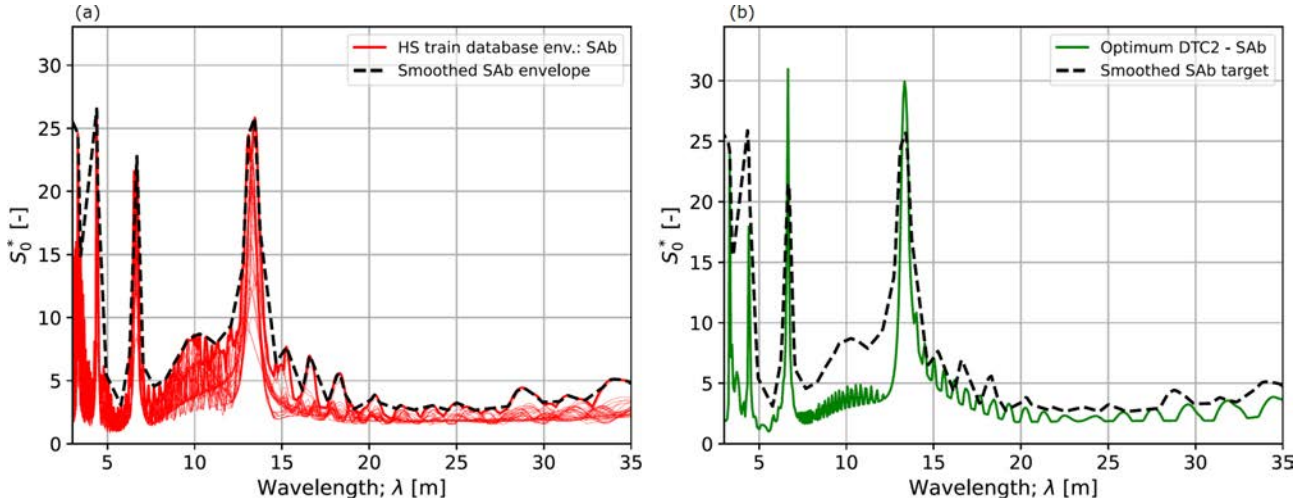 (a)
HS train database env.: SAb
Smoothed SAb envelope
30
25
20
15
10
5
0
S₀* [-]
5
10
15
20
25
30
35
Wavelength; λ [m]
(b)
Optimum DTC2 - SAb
Smoothed SAb target
30
25
20
15
10
5
0
S₀* [-]
5
10
15
20
25
30
35
Wavelength; λ [m]